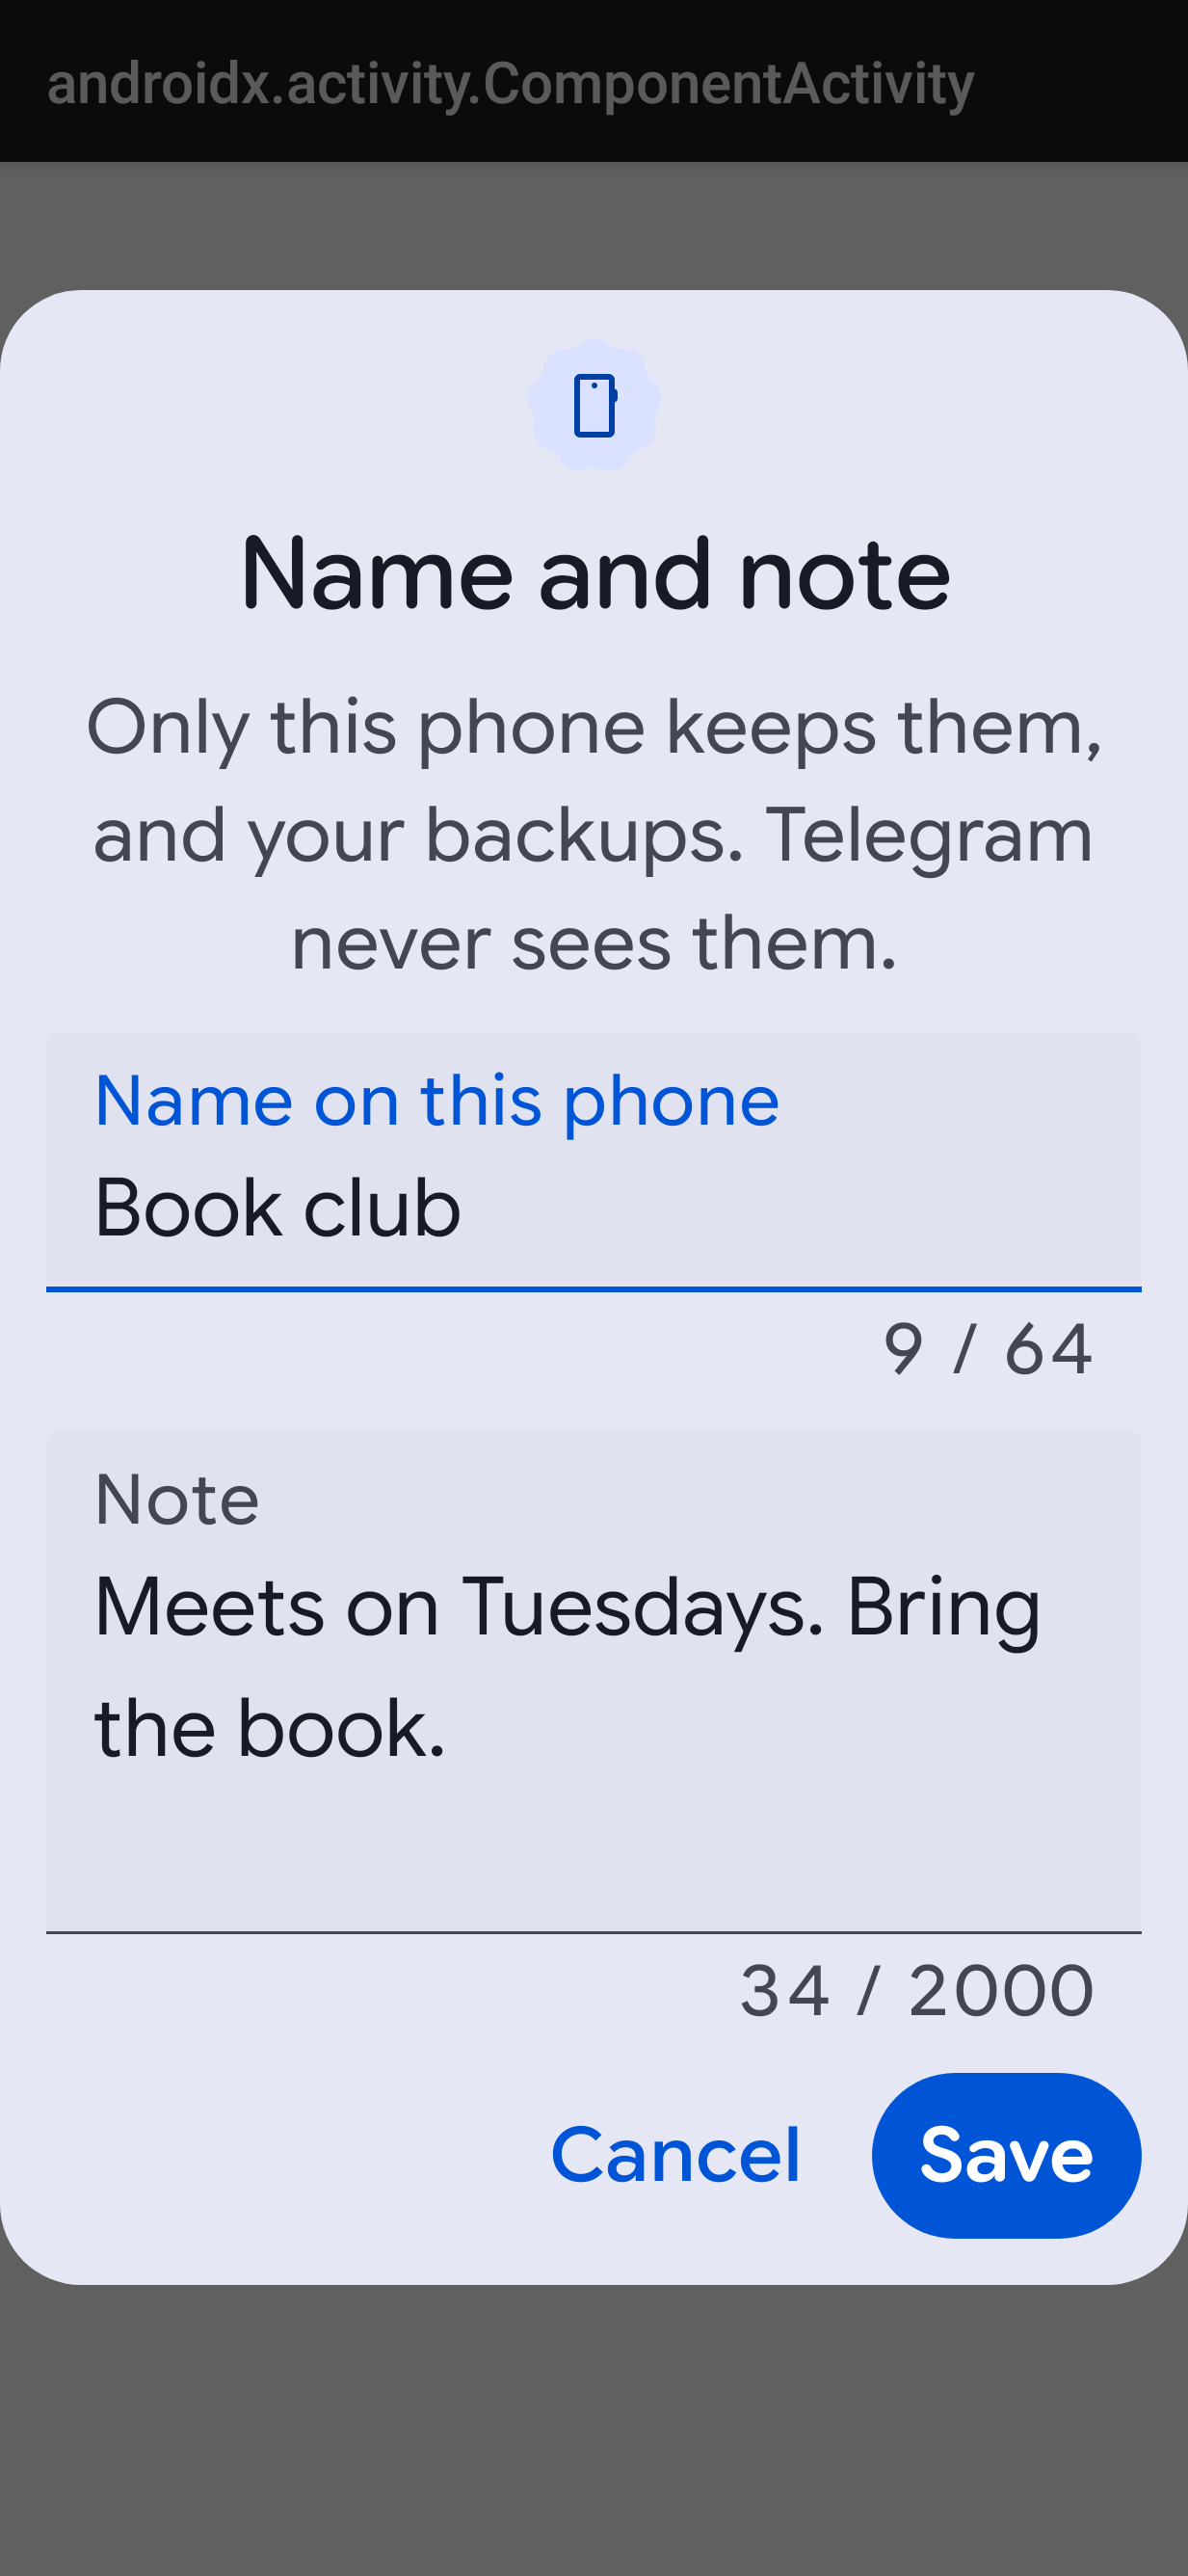 androidx.activity.ComponentActivity
Name and note
Only this phone keeps them,
and your backups. Telegram
never sees them.
Name on this phone
Book club
9 / 64
Note
Meets on Tuesdays. Bring
the book.
34 / 2000
Cancel Save